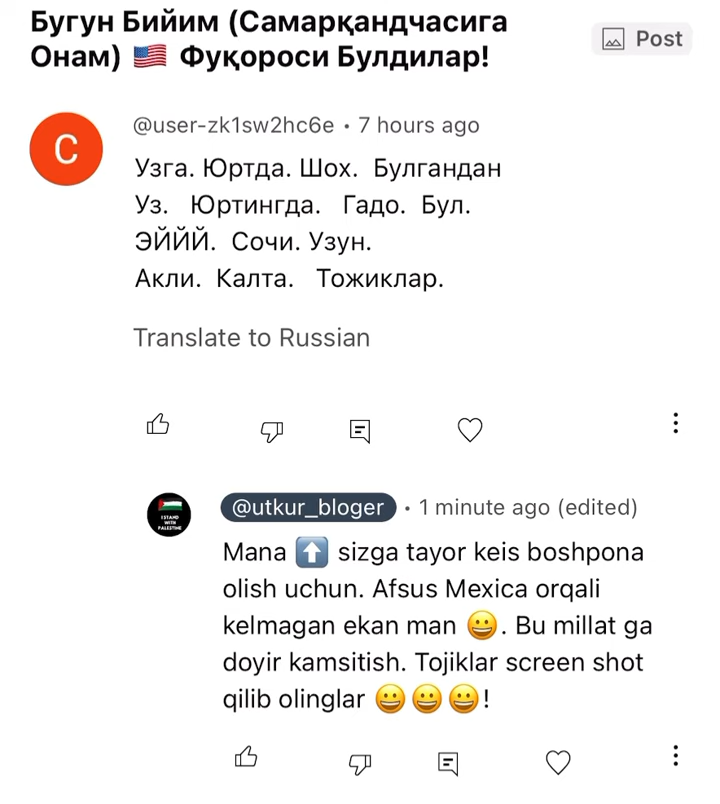 Бугун Бийим (Самарқандчасига
Онам) 🇺🇸 Фуқороси Булдилар!
Post
C
@user-zk1sw2hc6e • 7 hours ago
Узга. Юртда. Шох. Булгандан
Уз. Юртингда. Гадо. Бул.
ЭЙЙЙ. Сочи. Узун.
Акли. Калта. Тожиклар.
Translate to Russian
I STAND
WITH
PALESTINE
@utkur_bloger • 1 minute ago (edited)
Mana ⬆️ sizga tayor keis boshpona
olish uchun. Afsus Mexica orqali
kelmagan ekan man 😀. Bu millat ga
doyir kamsitish. Tojiklar screen shot
qilib olinglar 😀 😀 😀!